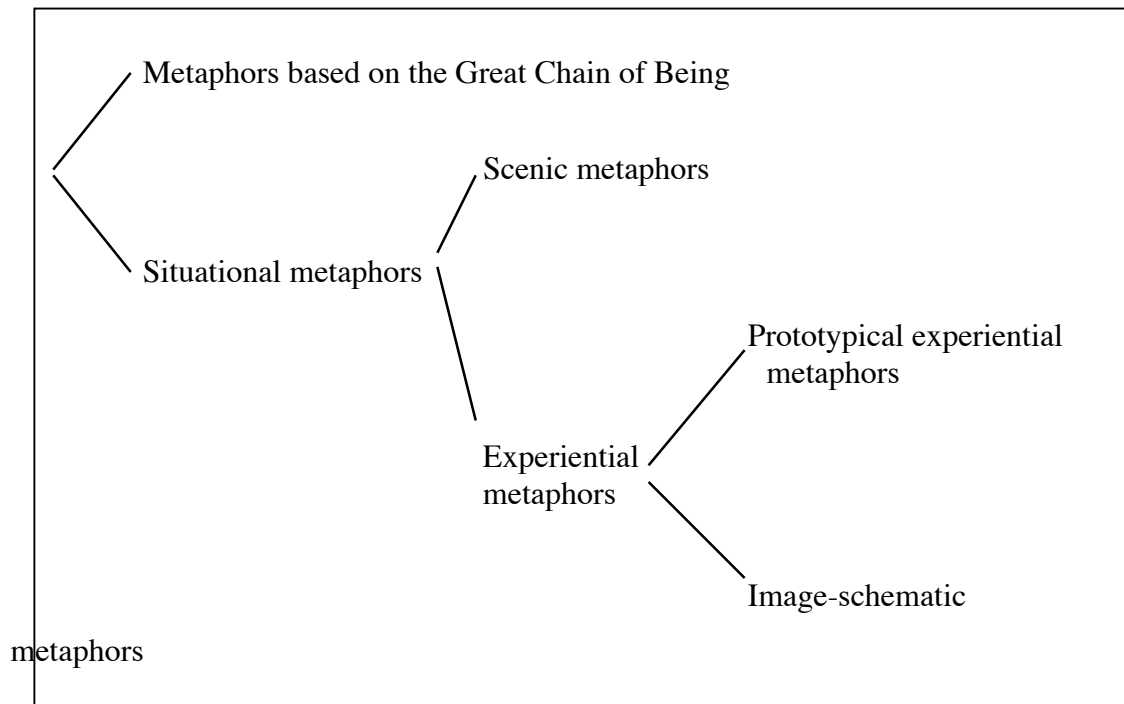 Metaphors based on the Great Chain of Being
Scenic metaphors
Situational metaphors
Prototypical experiential
metaphors
Experiential
metaphors
Image-schematic
metaphors